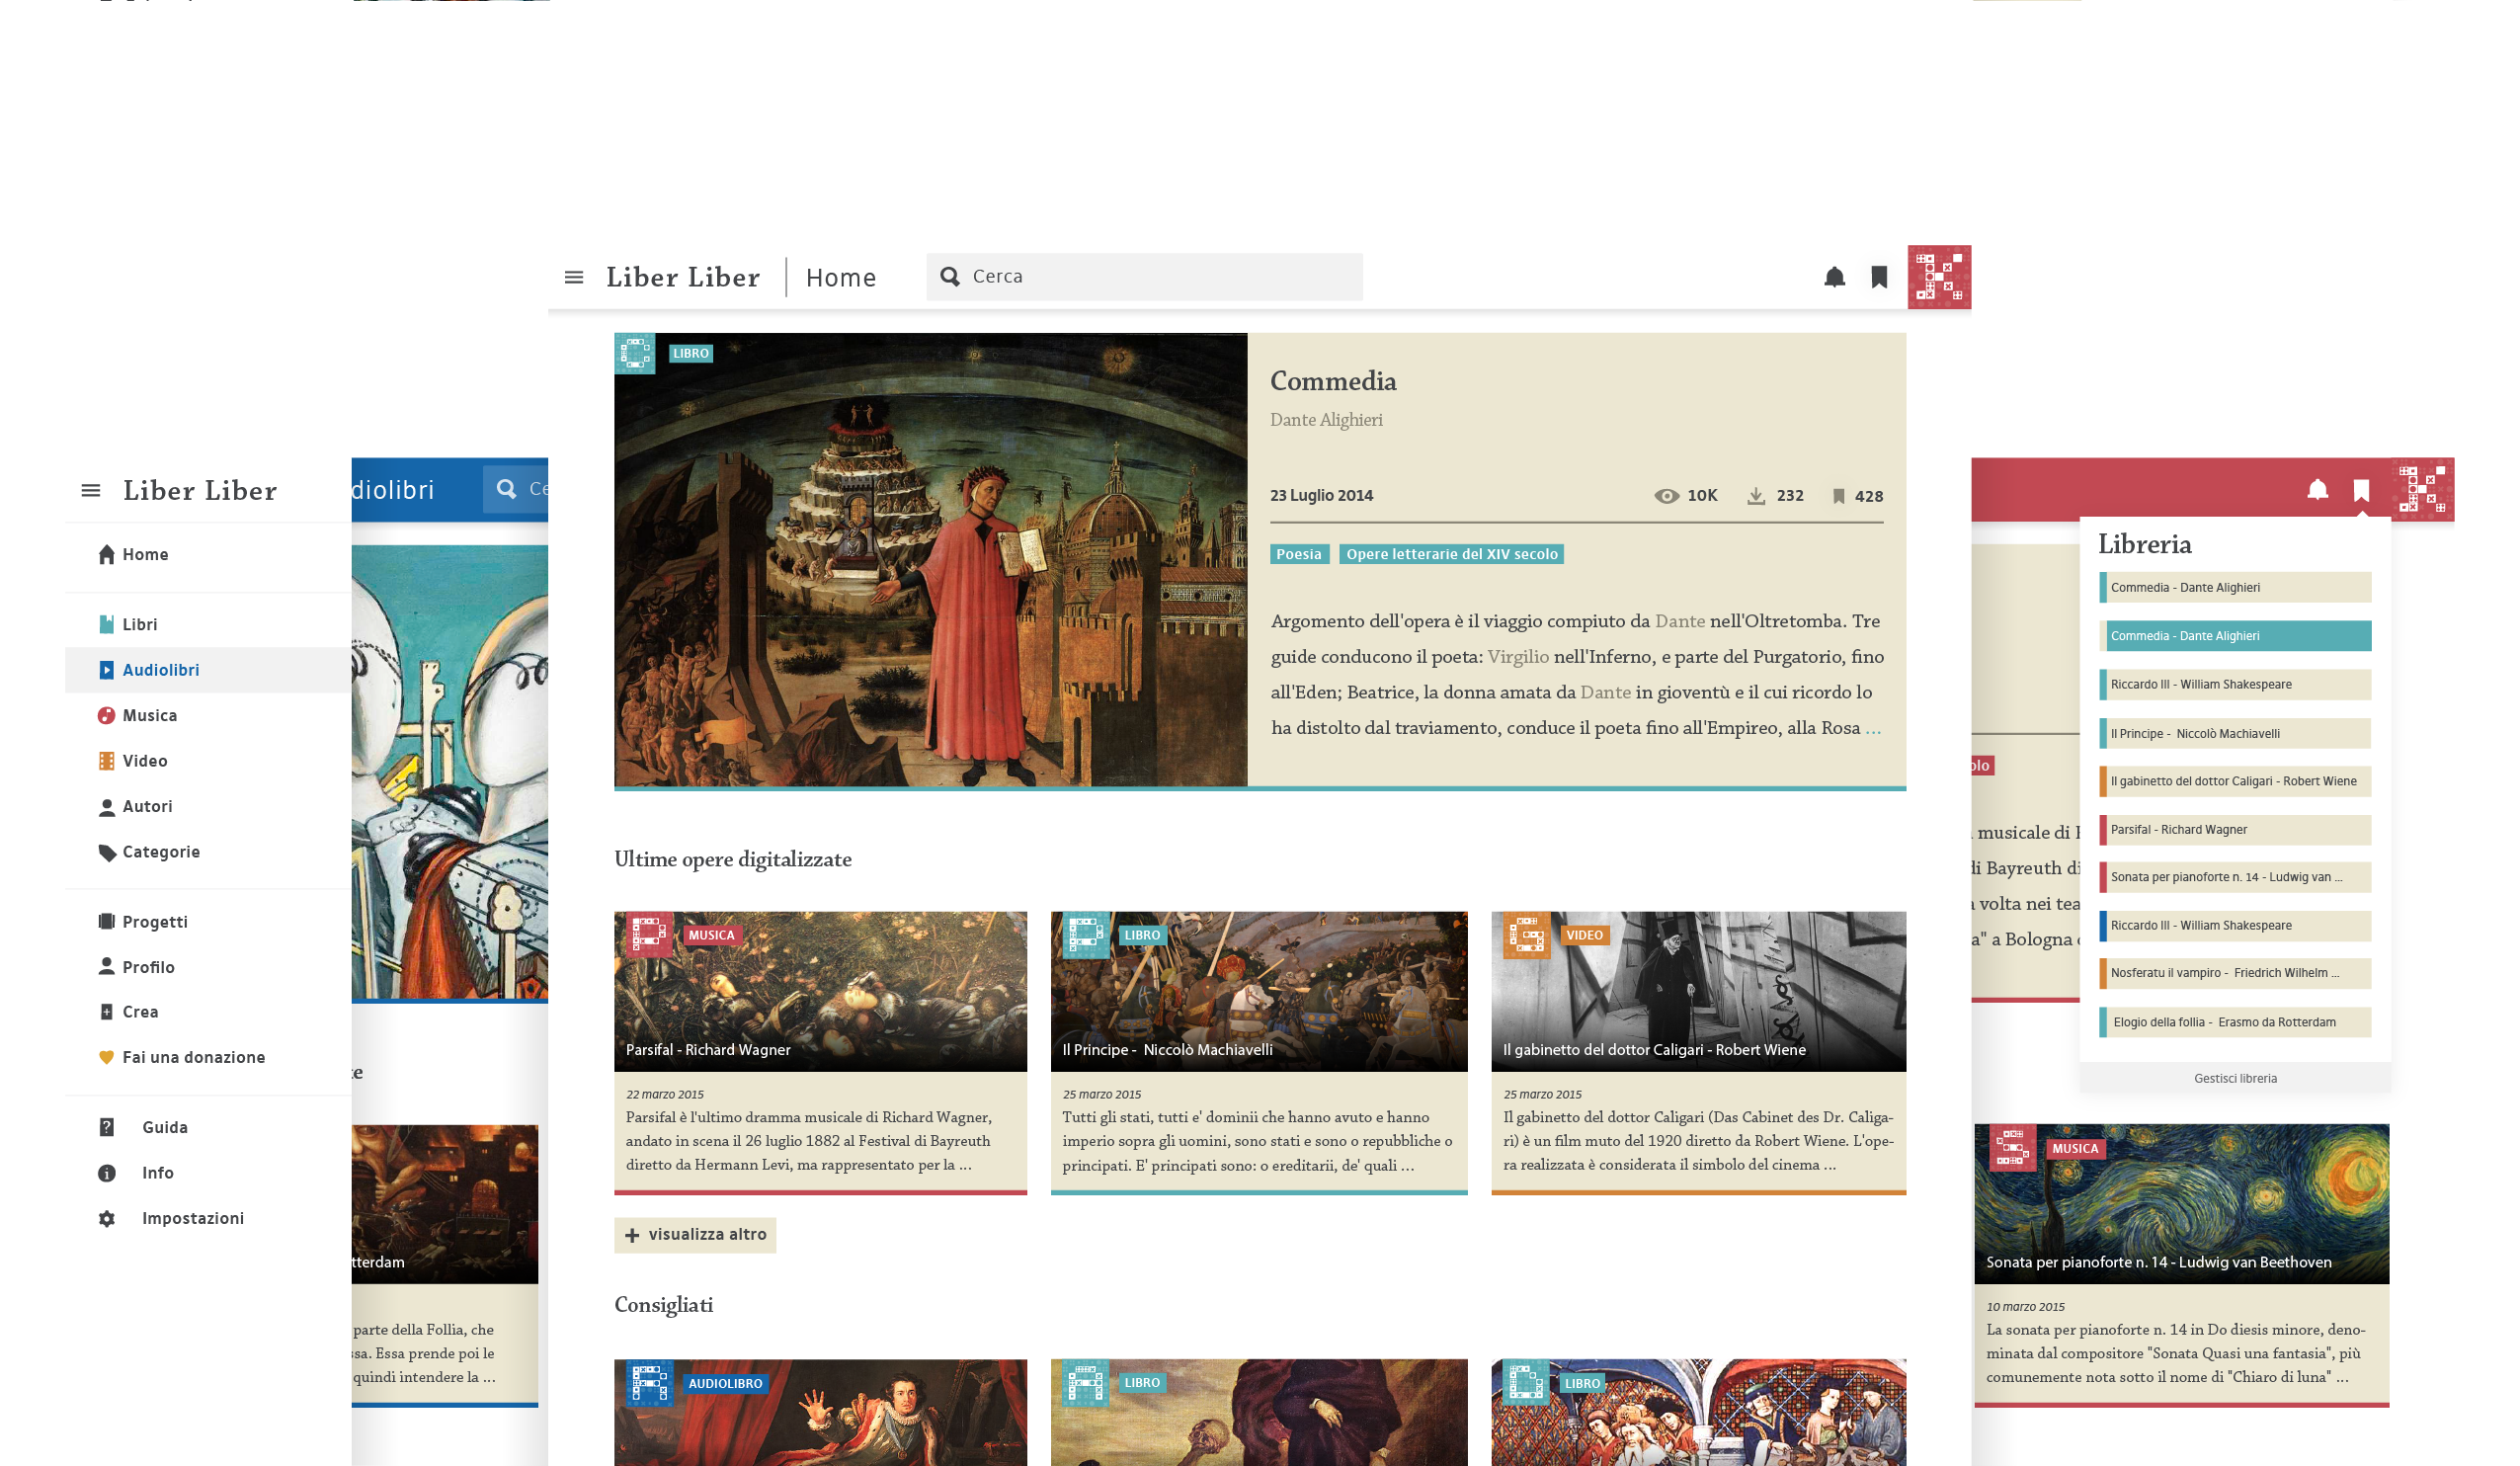 Liber Liber
Home
Cerca
LIBRO
Commedia
Dante Alighieri
23 Luglio 2014
10K
232
428
Poesia
Opere letterarie del XIV secolo
Argomento dell'opera è il viaggio compiuto da Dante nell'Oltretomba. Tre
guide conducono il poeta: Virgilio nell'Inferno, e parte del Purgatorio, fino
all'Eden; Beatrice, la donna amata da Dante in gioventù e il cui ricordo lo
ha distolto dal traviamento, conduce il poeta fino all'Empireo, alla Rosa ...
Ultime opere digitalizzate
MUSICA
Parsifal - Richard Wagner
22 marzo 2015
Parsifal è l'ultimo dramma musicale di Richard Wagner,
andato in scena il 26 luglio 1882 al Festival di Bayreuth
diretto da Hermann Levi, ma rappresentato per la ...
LIBRO
Il Principe - Niccolò Machiavelli
25 marzo 2015
Tutti gli stati, tutti e' dominii che hanno avuto e hanno
imperio sopra gli uomini, sono stati e sono o repubbliche o
principati. E' principati sono: o ereditarii, de' quali ...
VIDEO
Il gabinetto del dottor Caligari - Robert Wiene
25 marzo 2015
Il gabinetto del dottor Caligari (Das Cabinet des Dr. Caliga-
ri) è un film muto del 1920 diretto da Robert Wiene. L'ope-
ra realizzata è considerata il simbolo del cinema ...
visualizza altro
Consigliati
AUDIOLIBRO
LIBRO
LIBRO
Liber Liber
Home
Libri
Audiolibri
Musica
Video
Autori
Categorie
Progetti
Profilo
Crea
Fai una donazione
Guida
Info
Impostazioni
diolibri
Ce
te
tterdam
parte della Follia, che
ssa. Essa prende poi le
quindi intendere la ...
Libreria
Commedia - Dante Alighieri
Commedia - Dante Alighieri
Riccardo III - William Shakespeare
Il Principe - Niccolò Machiavelli
Il gabinetto del dottor Caligari - Robert Wiene
Parsifal - Richard Wagner
Sonata per pianoforte n. 14 - Ludwig van ...
Riccardo III - William Shakespeare
Nosferatu il vampiro - Friedrich Wilhelm ...
Elogio della follia - Erasmo da Rotterdam
Gestisci libreria
olo
musicale di
di Bayreuth di
volta nei tea
a" a Bologna
MUSICA
Sonata per pianoforte n. 14 - Ludwig van Beethoven
10 marzo 2015
La sonata per pianoforte n. 14 in Do diesis minore, deno-
minata dal compositore "Sonata Quasi una fantasia", più
comunemente nota sotto il nome di "Chiaro di luna" ...